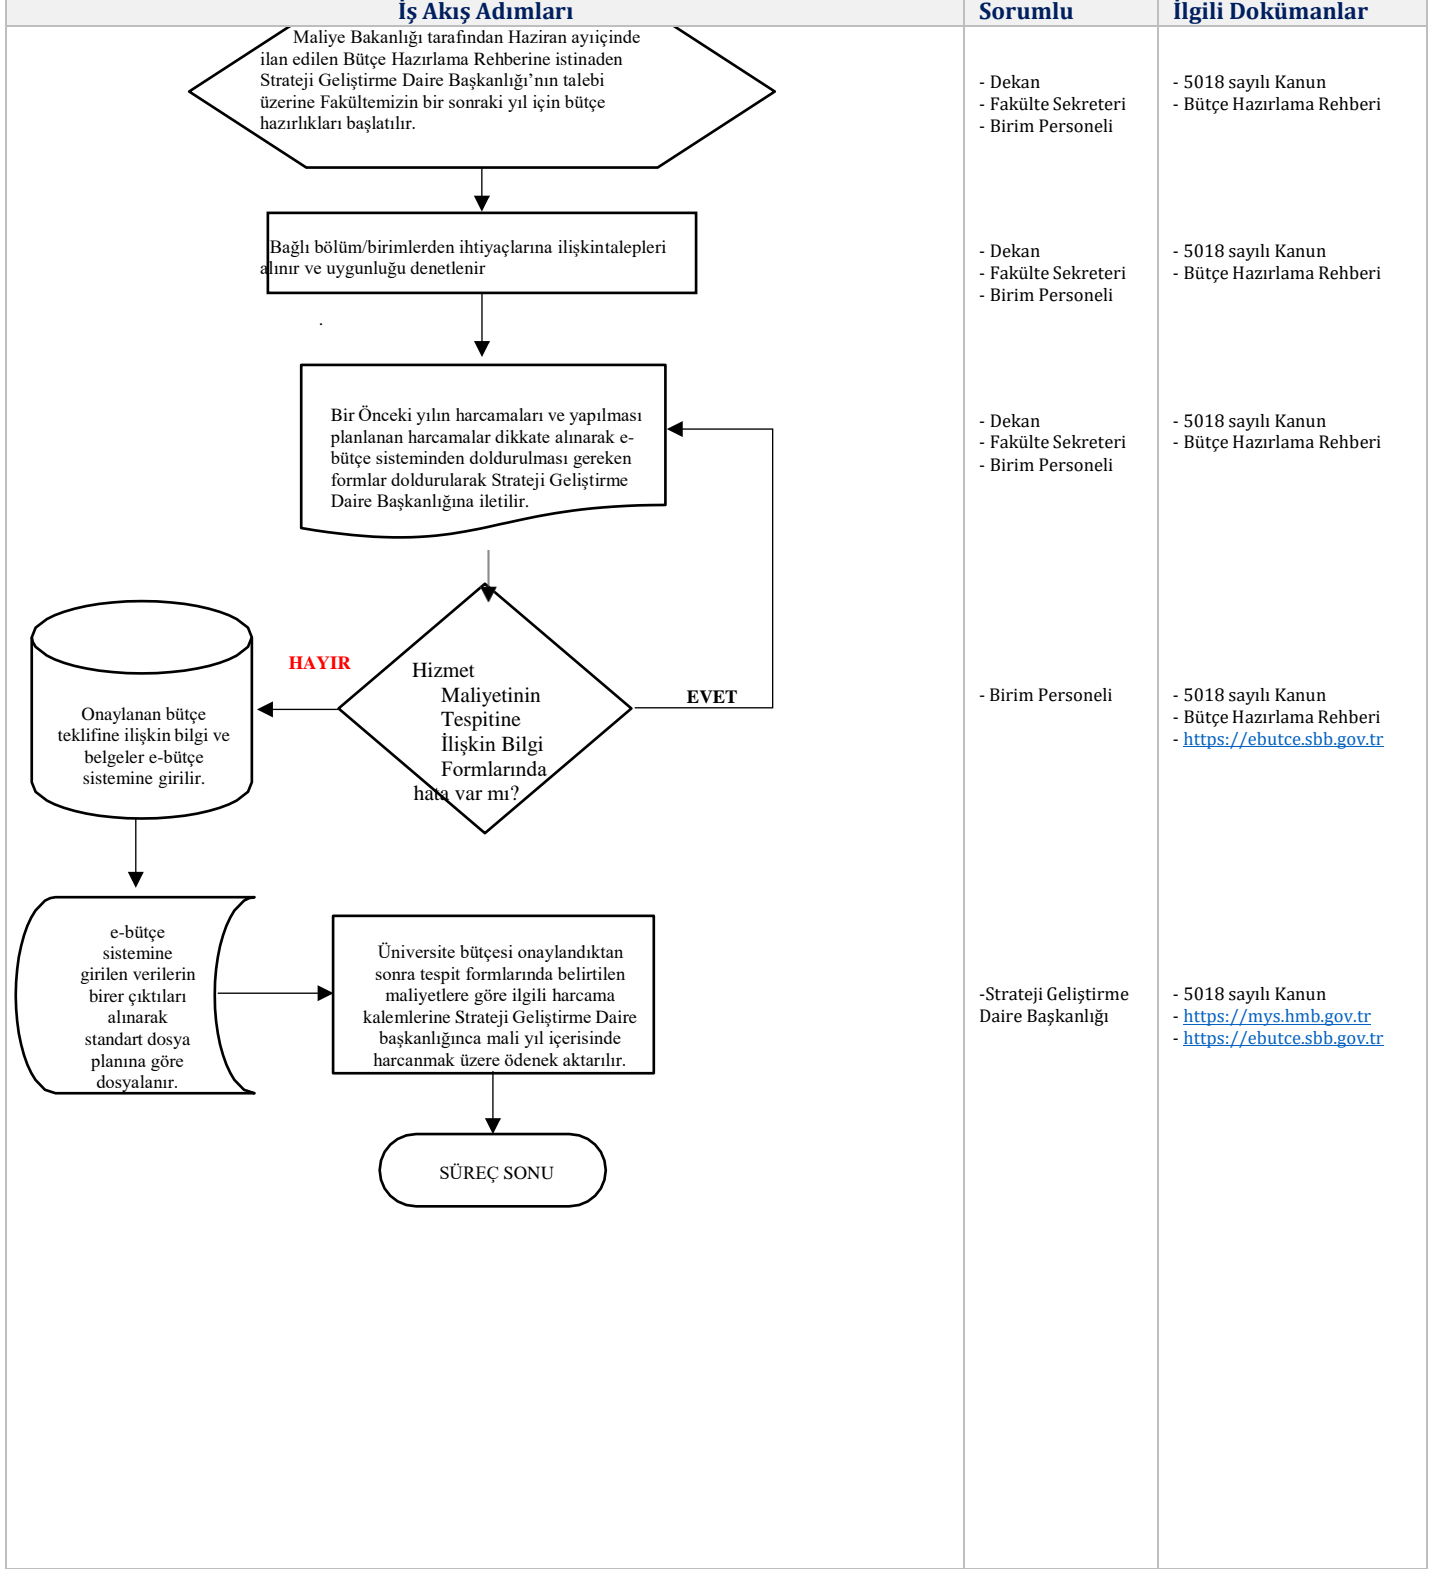 İş Akış Adımları
Sorumlu
İlgili Dokümanlar
Maliye Bakanlığı tarafından Haziran ayıiçinde
ilan edilen Bütçe Hazırlama Rehberine istinaden
Strateji Geliştirme Daire Başkanlığı’nın talebi
üzerine Fakültemizin bir sonraki yıl için bütçe
hazırlıkları başlatılır.
- Dekan
- Fakülte Sekreteri
- Birim Personeli
- 5018 sayılı Kanun
- Bütçe Hazırlama Rehberi
Bağlı bölüm/birimlerden ihtiyaçlarına ilişkintalepleri
alınır ve uygunluğu denetlenir
.
- Dekan
- Fakülte Sekreteri
- Birim Personeli
- 5018 sayılı Kanun
- Bütçe Hazırlama Rehberi
Bir Önceki yılın harcamaları ve yapılması
planlanan harcamalar dikkate alınarak e-
bütçe sisteminden doldurulması gereken
formlar doldurularak Strateji Geliştirme
Daire Başkanlığına iletilir.
- Dekan
- Fakülte Sekreteri
- Birim Personeli
- 5018 sayılı Kanun
- Bütçe Hazırlama Rehberi
HAYIR
Hizmet
Maliyetinin
Tespitine
İlişkin Bilgi
Formlarında
hata var mı?
EVET
Onaylanan bütçe
teklifine ilişkin bilgi ve
belgeler e-bütçe
sistemine girilir.
- Birim Personeli
- 5018 sayılı Kanun
- Bütçe Hazırlama Rehberi
- https://ebutce.sbb.gov.tr
e-bütçe
sistemine
girilen verilerin
birer çıktıları
alınarak
standart dosya
planına göre
dosyalanır.
Üniversite bütçesi onaylandıktan
sonra tespit formlarında belirtilen
maliyetlere göre ilgili harcama
kalemlerine Strateji Geliştirme Daire
başkanlığınca mali yıl içerisinde
harcanmak üzere ödenek aktarılır.
-Strateji Geliştirme
Daire Başkanlığı
- 5018 sayılı Kanun
- https://mys.hmb.gov.tr
- https://ebutce.sbb.gov.tr
SÜREÇ SONU